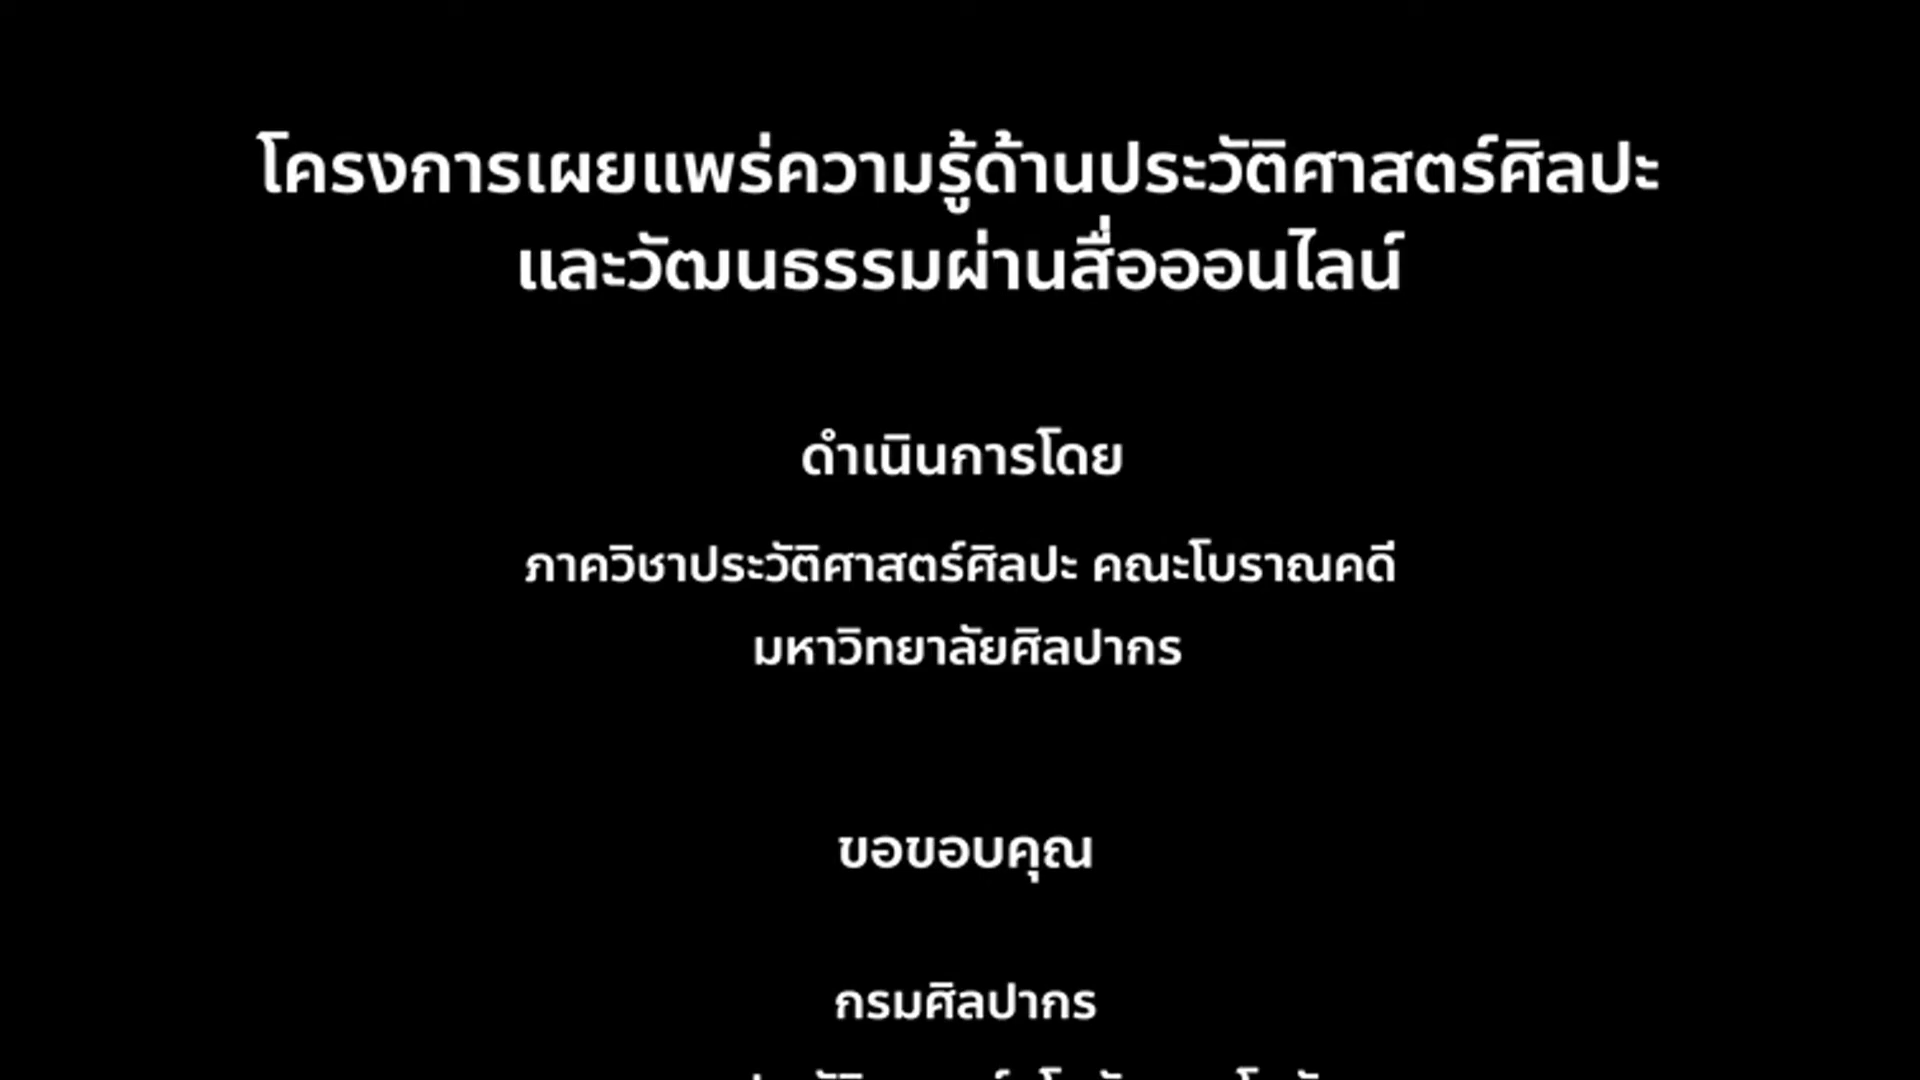 โครงการเผยแพร่ความรู้ด้านประวัติศาสตร์ศิลปะ
และวัฒนธรรมผ่านสื่อออนไลน์
ดำเนินการโดย
ภาควิชาประวัติศาสตร์ศิลปะ คณะโบราณคดี
มหาวิทยาลัยศิลปากร
ขอขอบคุณ
กรมศิลปากร